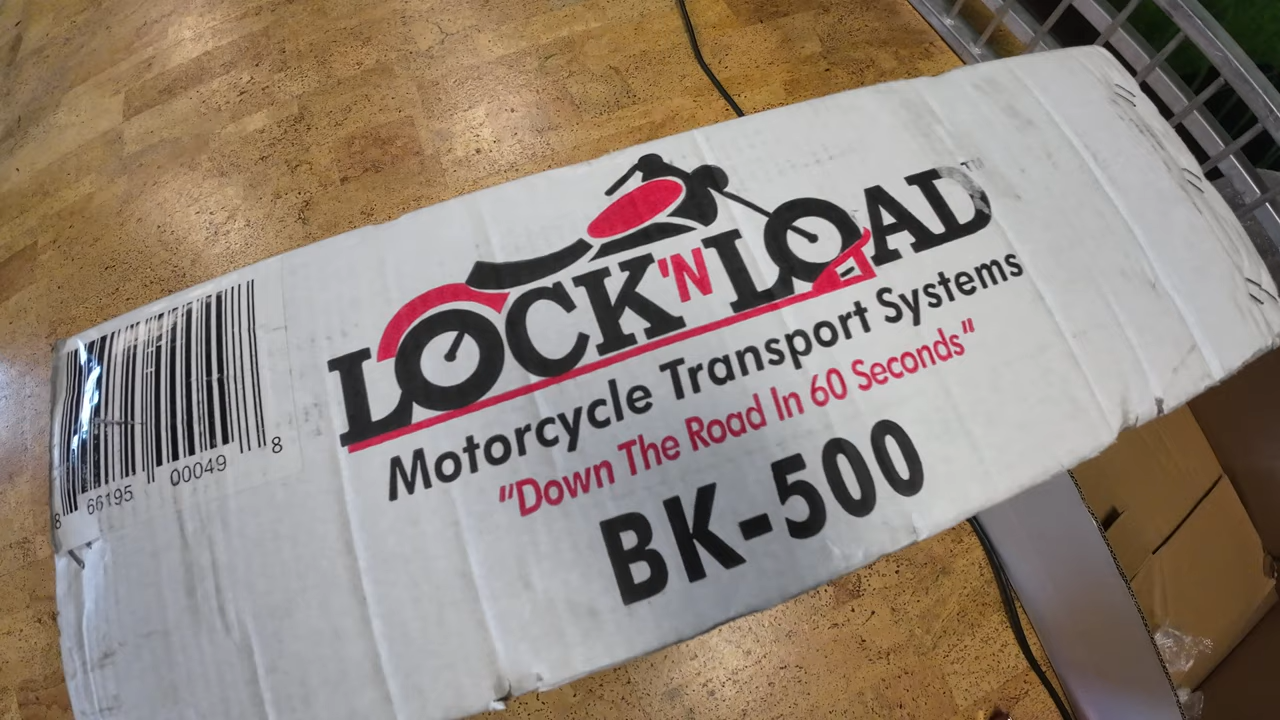 LOCK 'N LOAD™
Motorcycle Transport Systems
"Down The Road In 60 Seconds"
BK-500
8 66195 00049 8